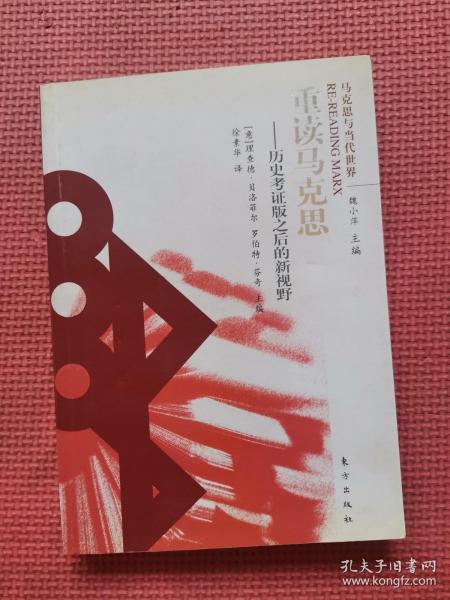 马克思与当代世界
魏小萍 主编
RE-READING MARX
重读马克思
——历史考证版之后的新视野
[意]理查德·贝洛菲尔 罗伯特·芬奇 主编
徐素华 译
东方出版社
孔夫子旧书网
www.kongfz.com